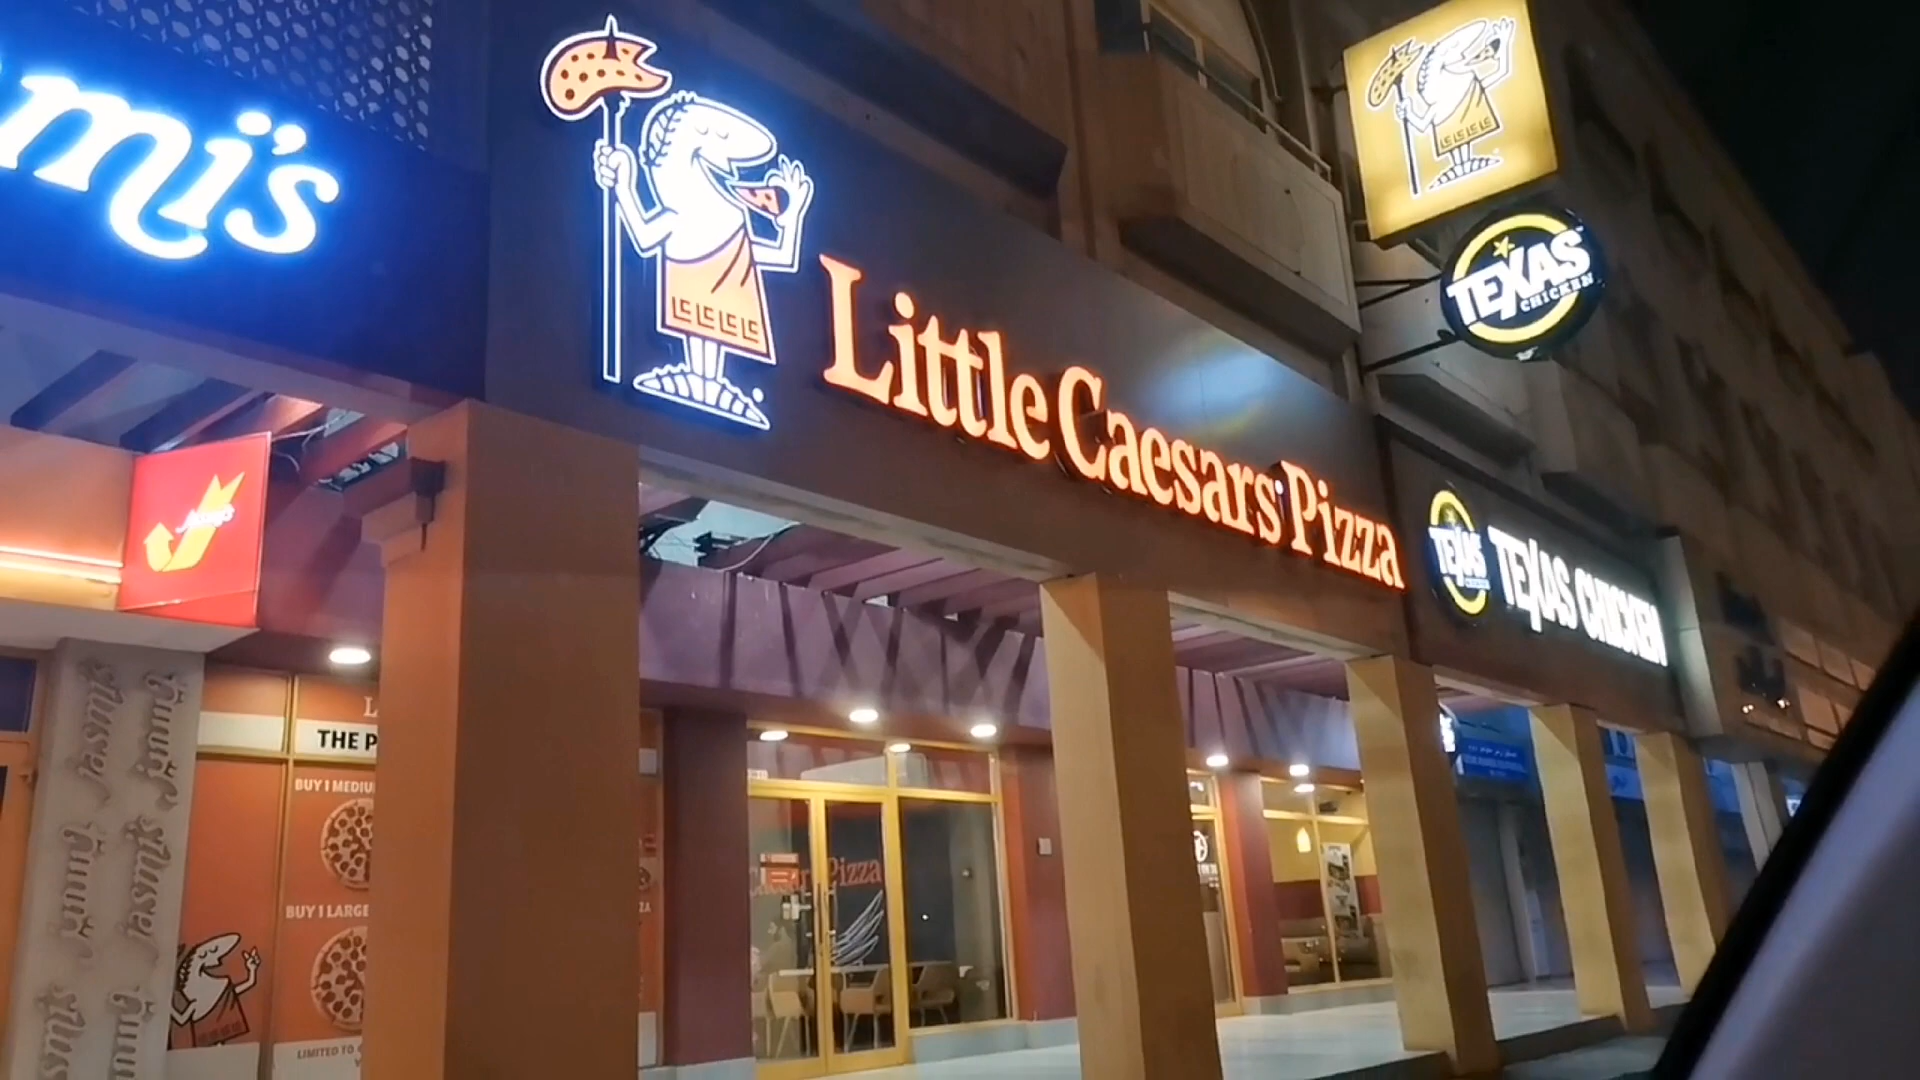 mi's
Little Caesars Pizza
TEXAS
CHICKEN
TEXAS
TEXAS CHICKEN
Jasmi's
THE P
BUY 1 MEDIU
BUY 1 LARGE
LIMITED TO
jasmi's
jasmi's
Caesars Pizza